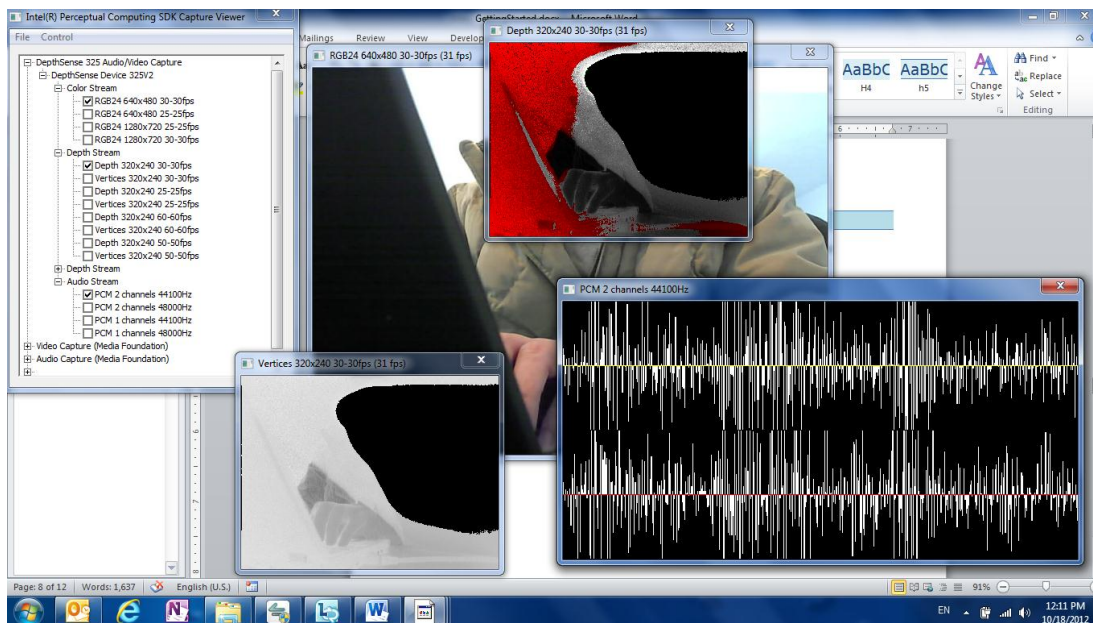 Intel(R) Perceptual Computing SDK Capture Viewer
File Control
DepthSense 325 Audio/Video Capture
DepthSense Device 325V2
Color Stream
RGB24 640x480 30-30fps
RGB24 640x480 25-25fps
RGB24 1280x720 25-25fps
RGB24 1280x720 30-30fps
Depth Stream
Depth 320x240 30-30fps
Vertices 320x240 30-30fps
Depth 320x240 25-25fps
Vertices 320x240 25-25fps
Depth 320x240 60-60fps
Vertices 320x240 60-60fps
Depth 320x240 50-50fps
Vertices 320x240 50-50fps
Depth Stream
Audio Stream
PCM 2 channels 44100Hz
PCM 2 channels 48000Hz
PCM 1 channels 44100Hz
PCM 1 channels 48000Hz
Video Capture (Media Foundation)
Audio Capture (Media Foundation)
Mailings Review View Develop
RGB24 640x480 30-30fps (31 fps)
Depth 320x240 30-30fps (31 fps)
AaBbC AaBbC
H4 h5
Change
Styles
Find
Replace
Select
Editing
6 7
PCM 2 channels 44100Hz
Vertices 320x240 30-30fps (31 fps)
Page: 8 of 12 Words: 1,637 English (U.S.) 91%
EN 12:11 PM
10/18/2012